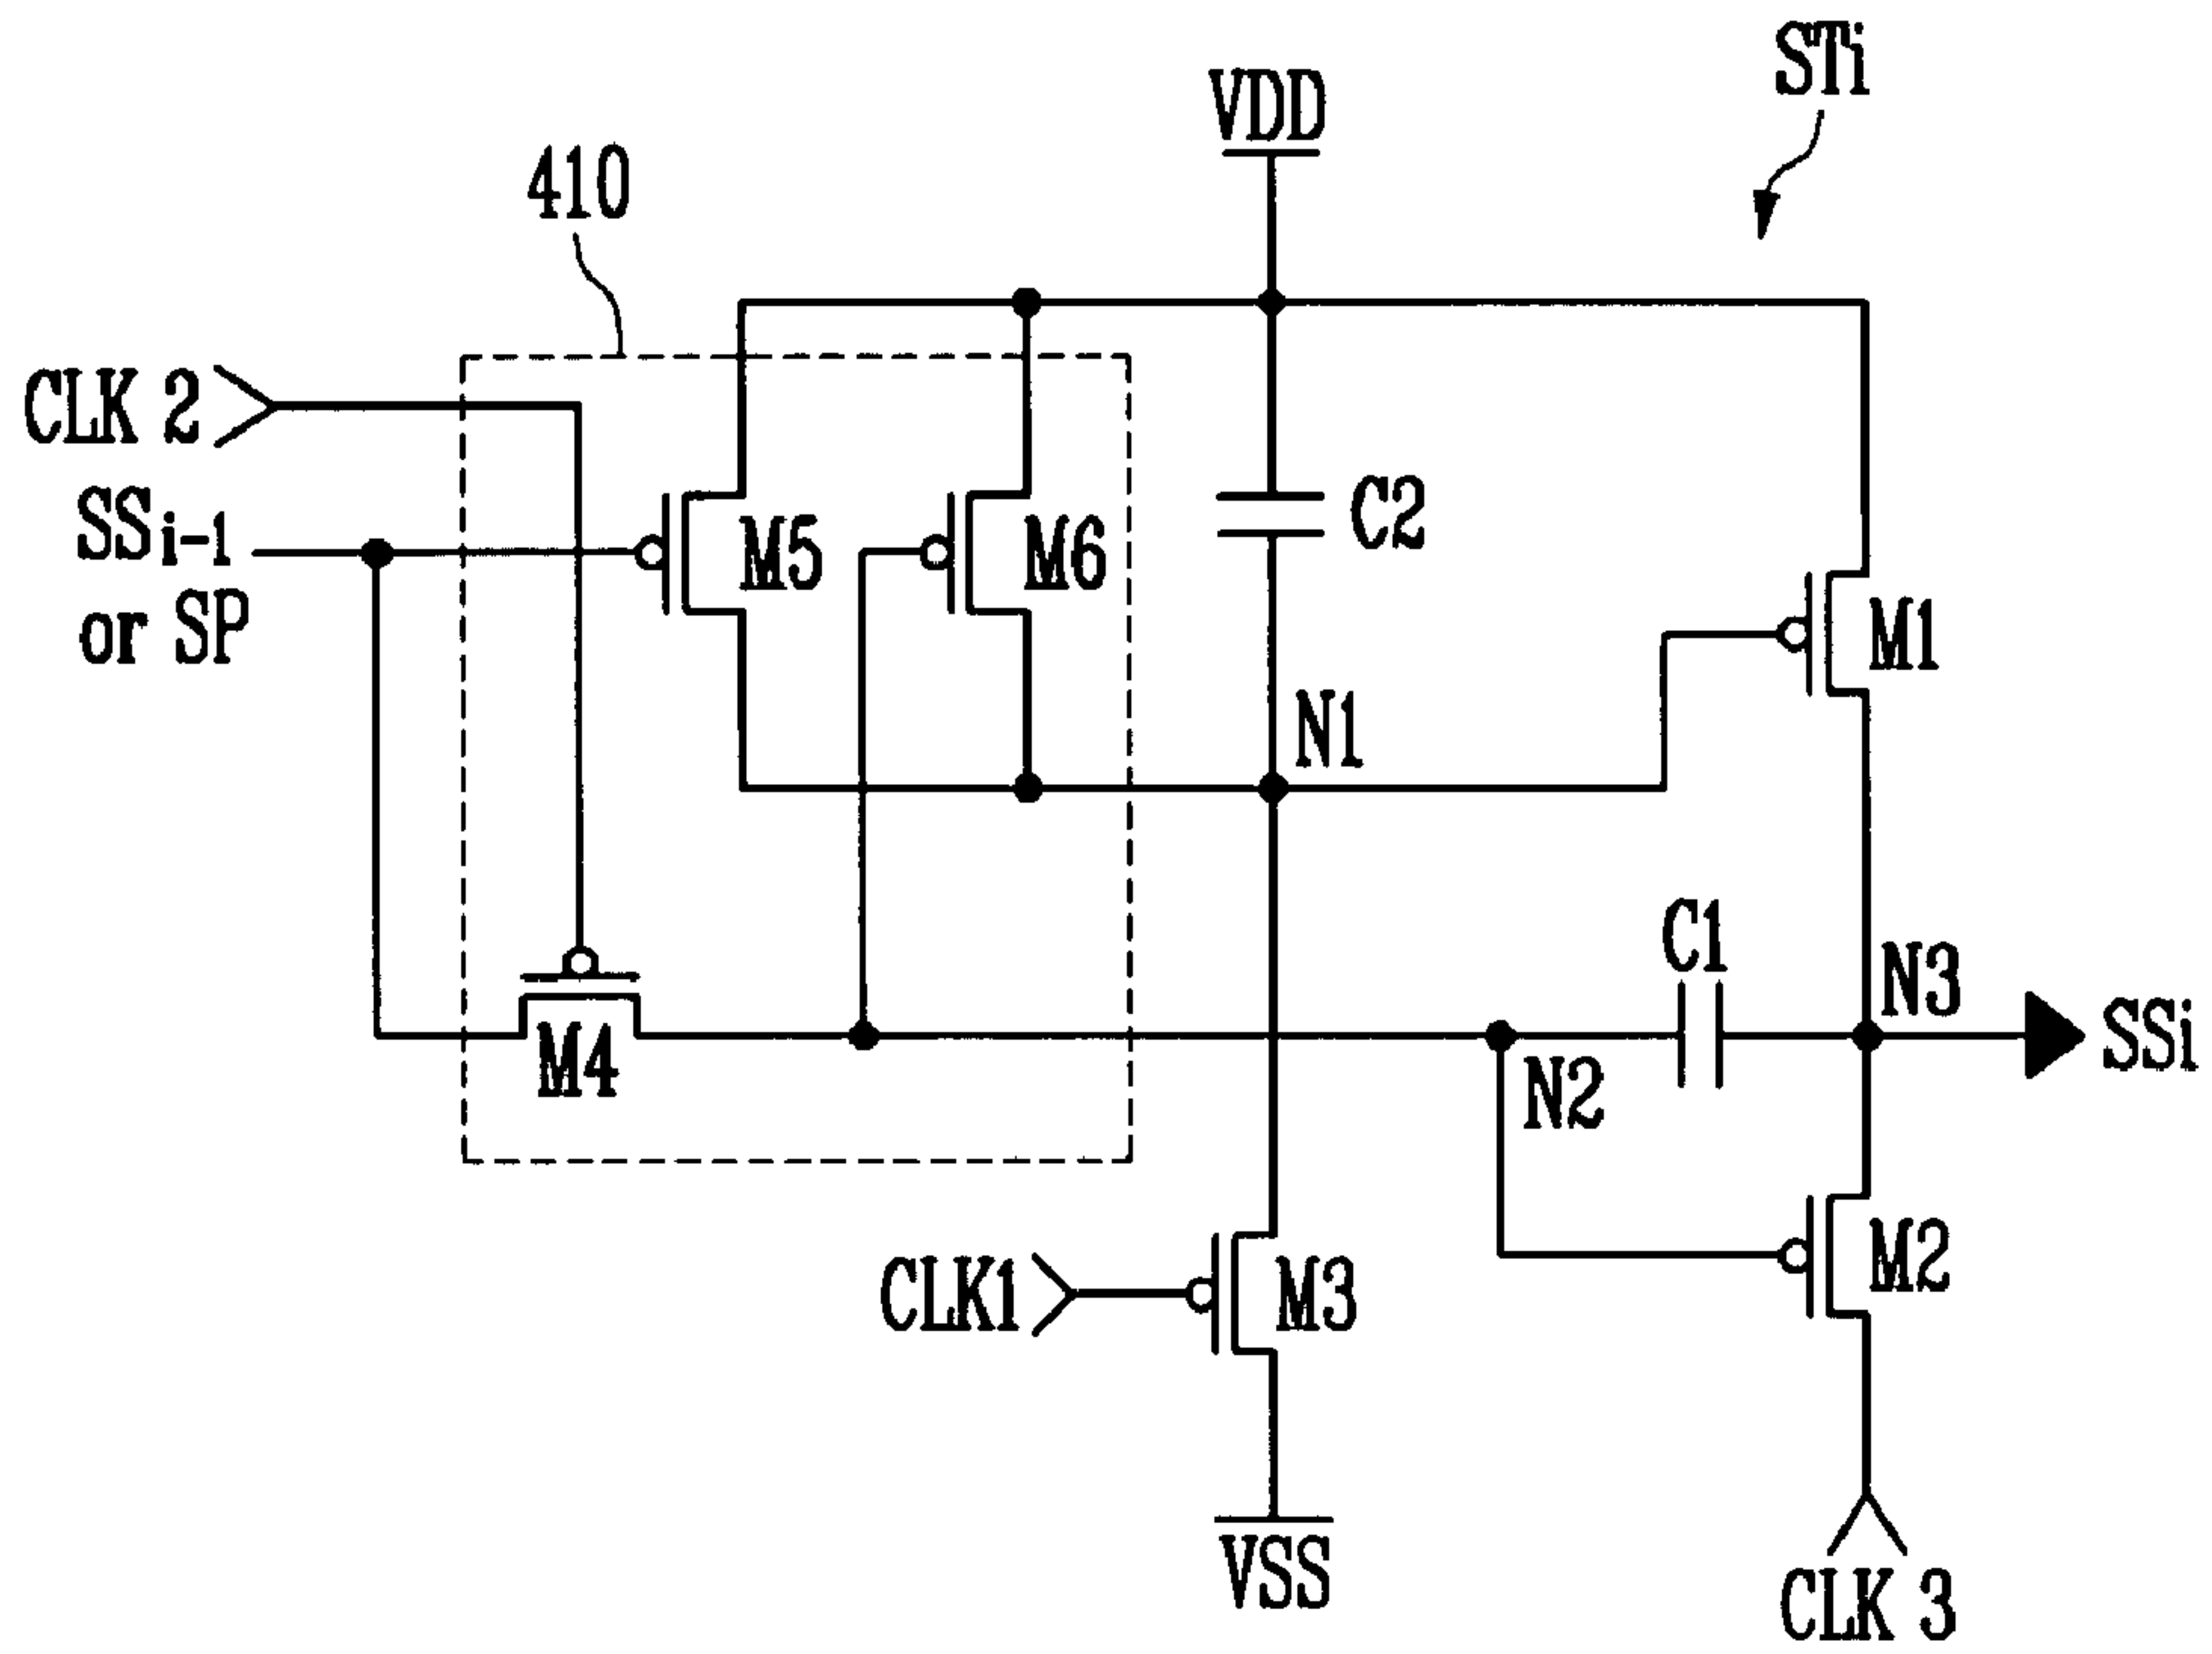 STi
VDD
410
CLK 2
SSi-1
or SP
M5
M6
C2
M1
N1
C1
N3
SSi
M4
N2
CLK1
M3
M2
VSS
CLK 3